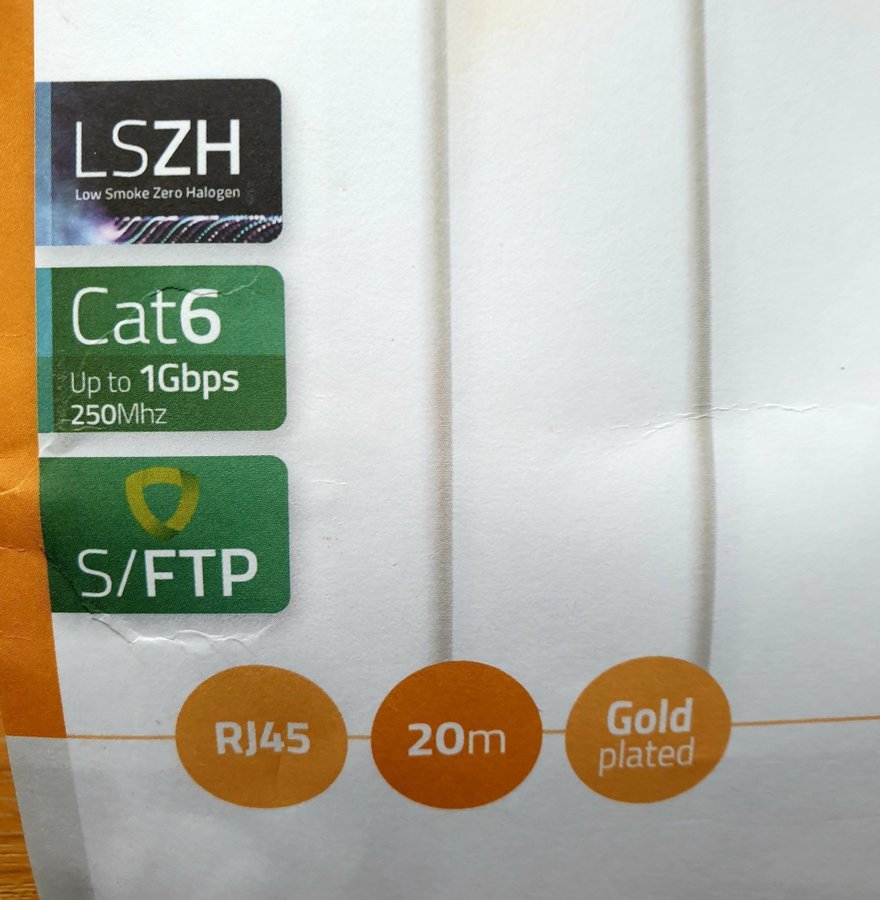 LSZH
Low Smoke Zero Halogen
Cat6
Up to 1Gbps
250Mhz
S/FTP
RJ45
20m
Gold
plated